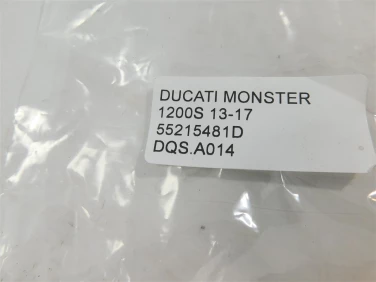 DUCATI MONSTER
1200S 13-17
55215481D
DQS.A014